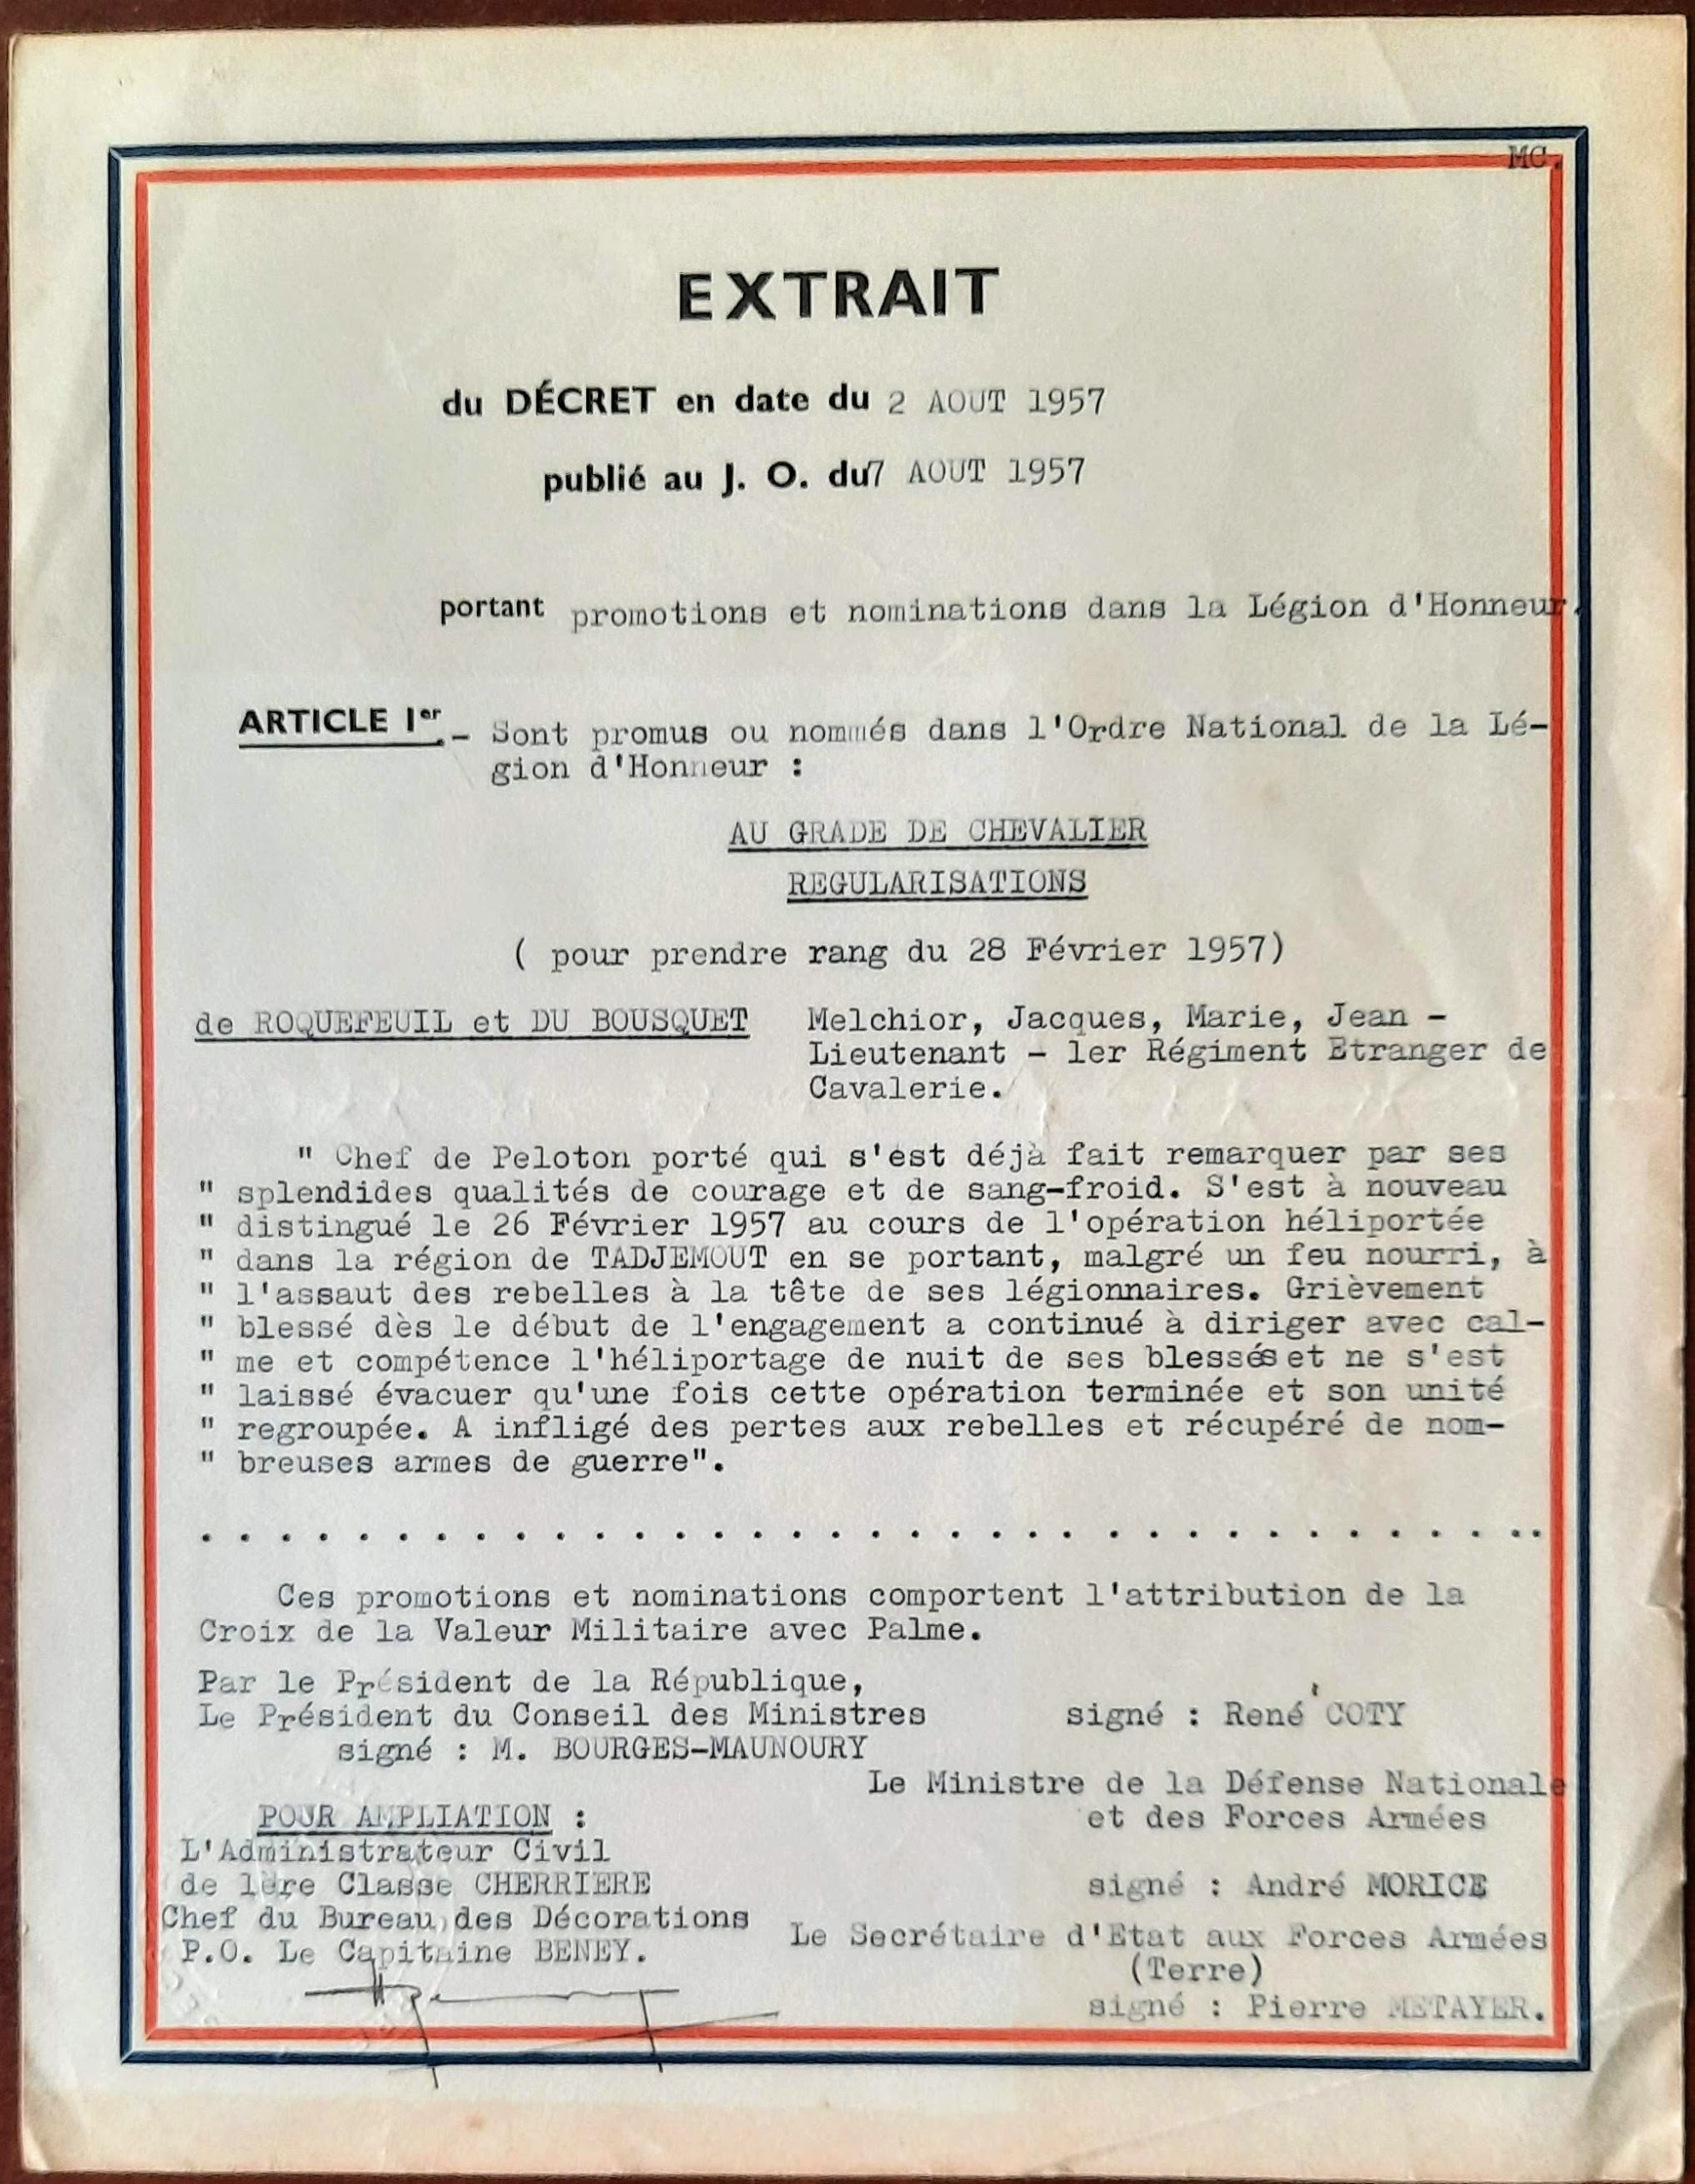 MC.
EXTRAIT
du DÉCRET en date du 2 AOUT 1957
publié au J. O. du 7 AOUT 1957
portant promotions et nominations dans la Légion d'Honneur.
ARTICLE Ier.- Sont promus ou nommés dans l'Ordre National de la Lé-
gion d'Honneur :
AU GRADE DE CHEVALIER
REGULARISATIONS
( pour prendre rang du 28 Février 1957)
de ROQUEFEUIL et DU BOUSQUET Melchior, Jacques, Marie, Jean -
Lieutenant - 1er Régiment Etranger de
Cavalerie.
" Chef de Peloton porté qui s'est déjà fait remarquer par ses
" splendides qualités de courage et de sang-froid. S'est à nouveau
" distingué le 26 Février 1957 au cours de l'opération héliportée
" dans la région de TADJEMOUT en se portant, malgré un feu nourri, à
" l'assaut des rebelles à la tête de ses légionnaires. Grièvement
" blessé dès le début de l'engagement a continué à diriger avec cal-
" me et compétence l'héliportage de nuit de ses blessés et ne s'est
" laissé évacuer qu'une fois cette opération terminée et son unité
" regroupée. A infligé des pertes aux rebelles et récupéré de nom-
" breuses armes de guerre".
. . . . . . . . . . . . . . . . . . . . . . . . . . . . . . . . . . ..
Ces promotions et nominations comportent l'attribution de la
Croix de la Valeur Militaire avec Palme.
Par le Président de la République,
Le Président du Conseil des Ministres signé : René COTY
signé : M. BOURGES-MAUNOURY
Le Ministre de la Défense Nationale
et des Forces Armées
signé : André MORICE
Le Secrétaire d'Etat aux Forces Armées
(Terre)
signé : Pierre METAYER.
POUR AMPLIATION :
L'Administrateur Civil
de 1ère Classe CHERRIERE
Chef du Bureau des Décorations
P.O. Le Capitaine BENEY.